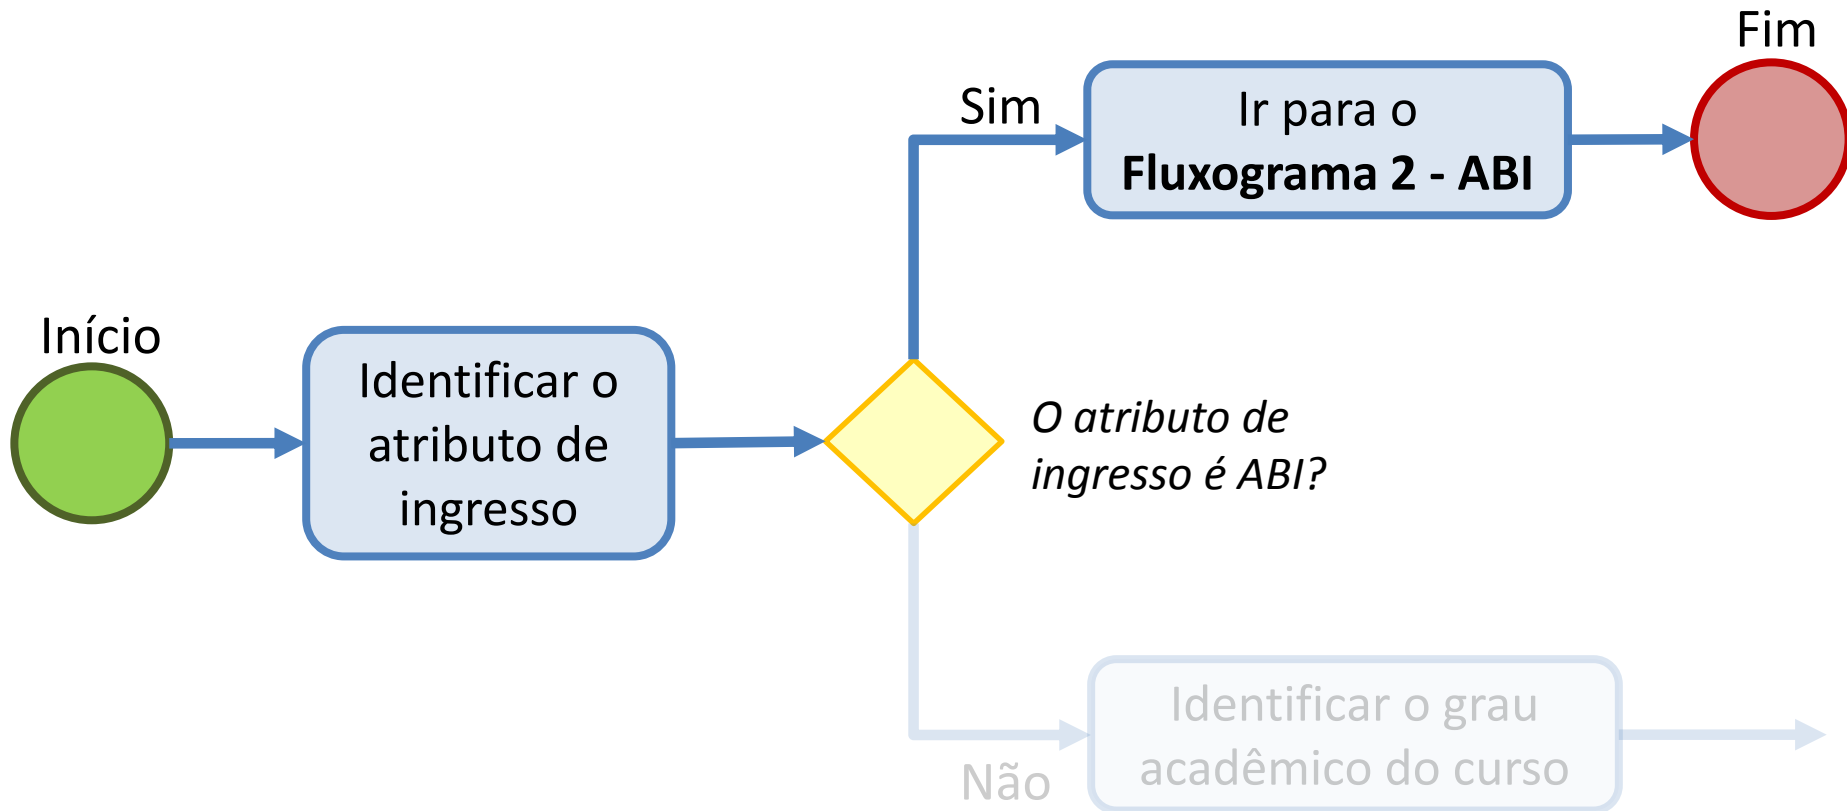 Fim
Sim
Ir para o
Fluxograma 2 - ABI
Início
Identificar o
atributo de
ingresso
O atributo de
ingresso é ABI?
Identificar o grau
acadêmico do curso
Não